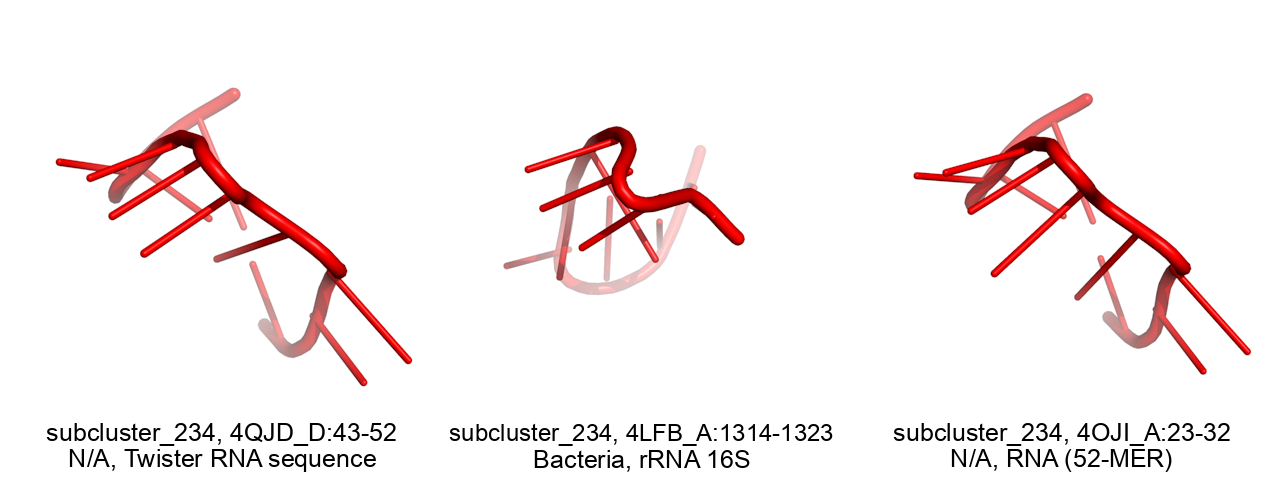 subcluster_234, 4QJD_D:43-52
N/A, Twister RNA sequence
subcluster_234, 4LFB_A:1314-1323
Bacteria, rRNA 16S
subcluster_234, 4OJI_A:23-32
N/A, RNA (52-MER)